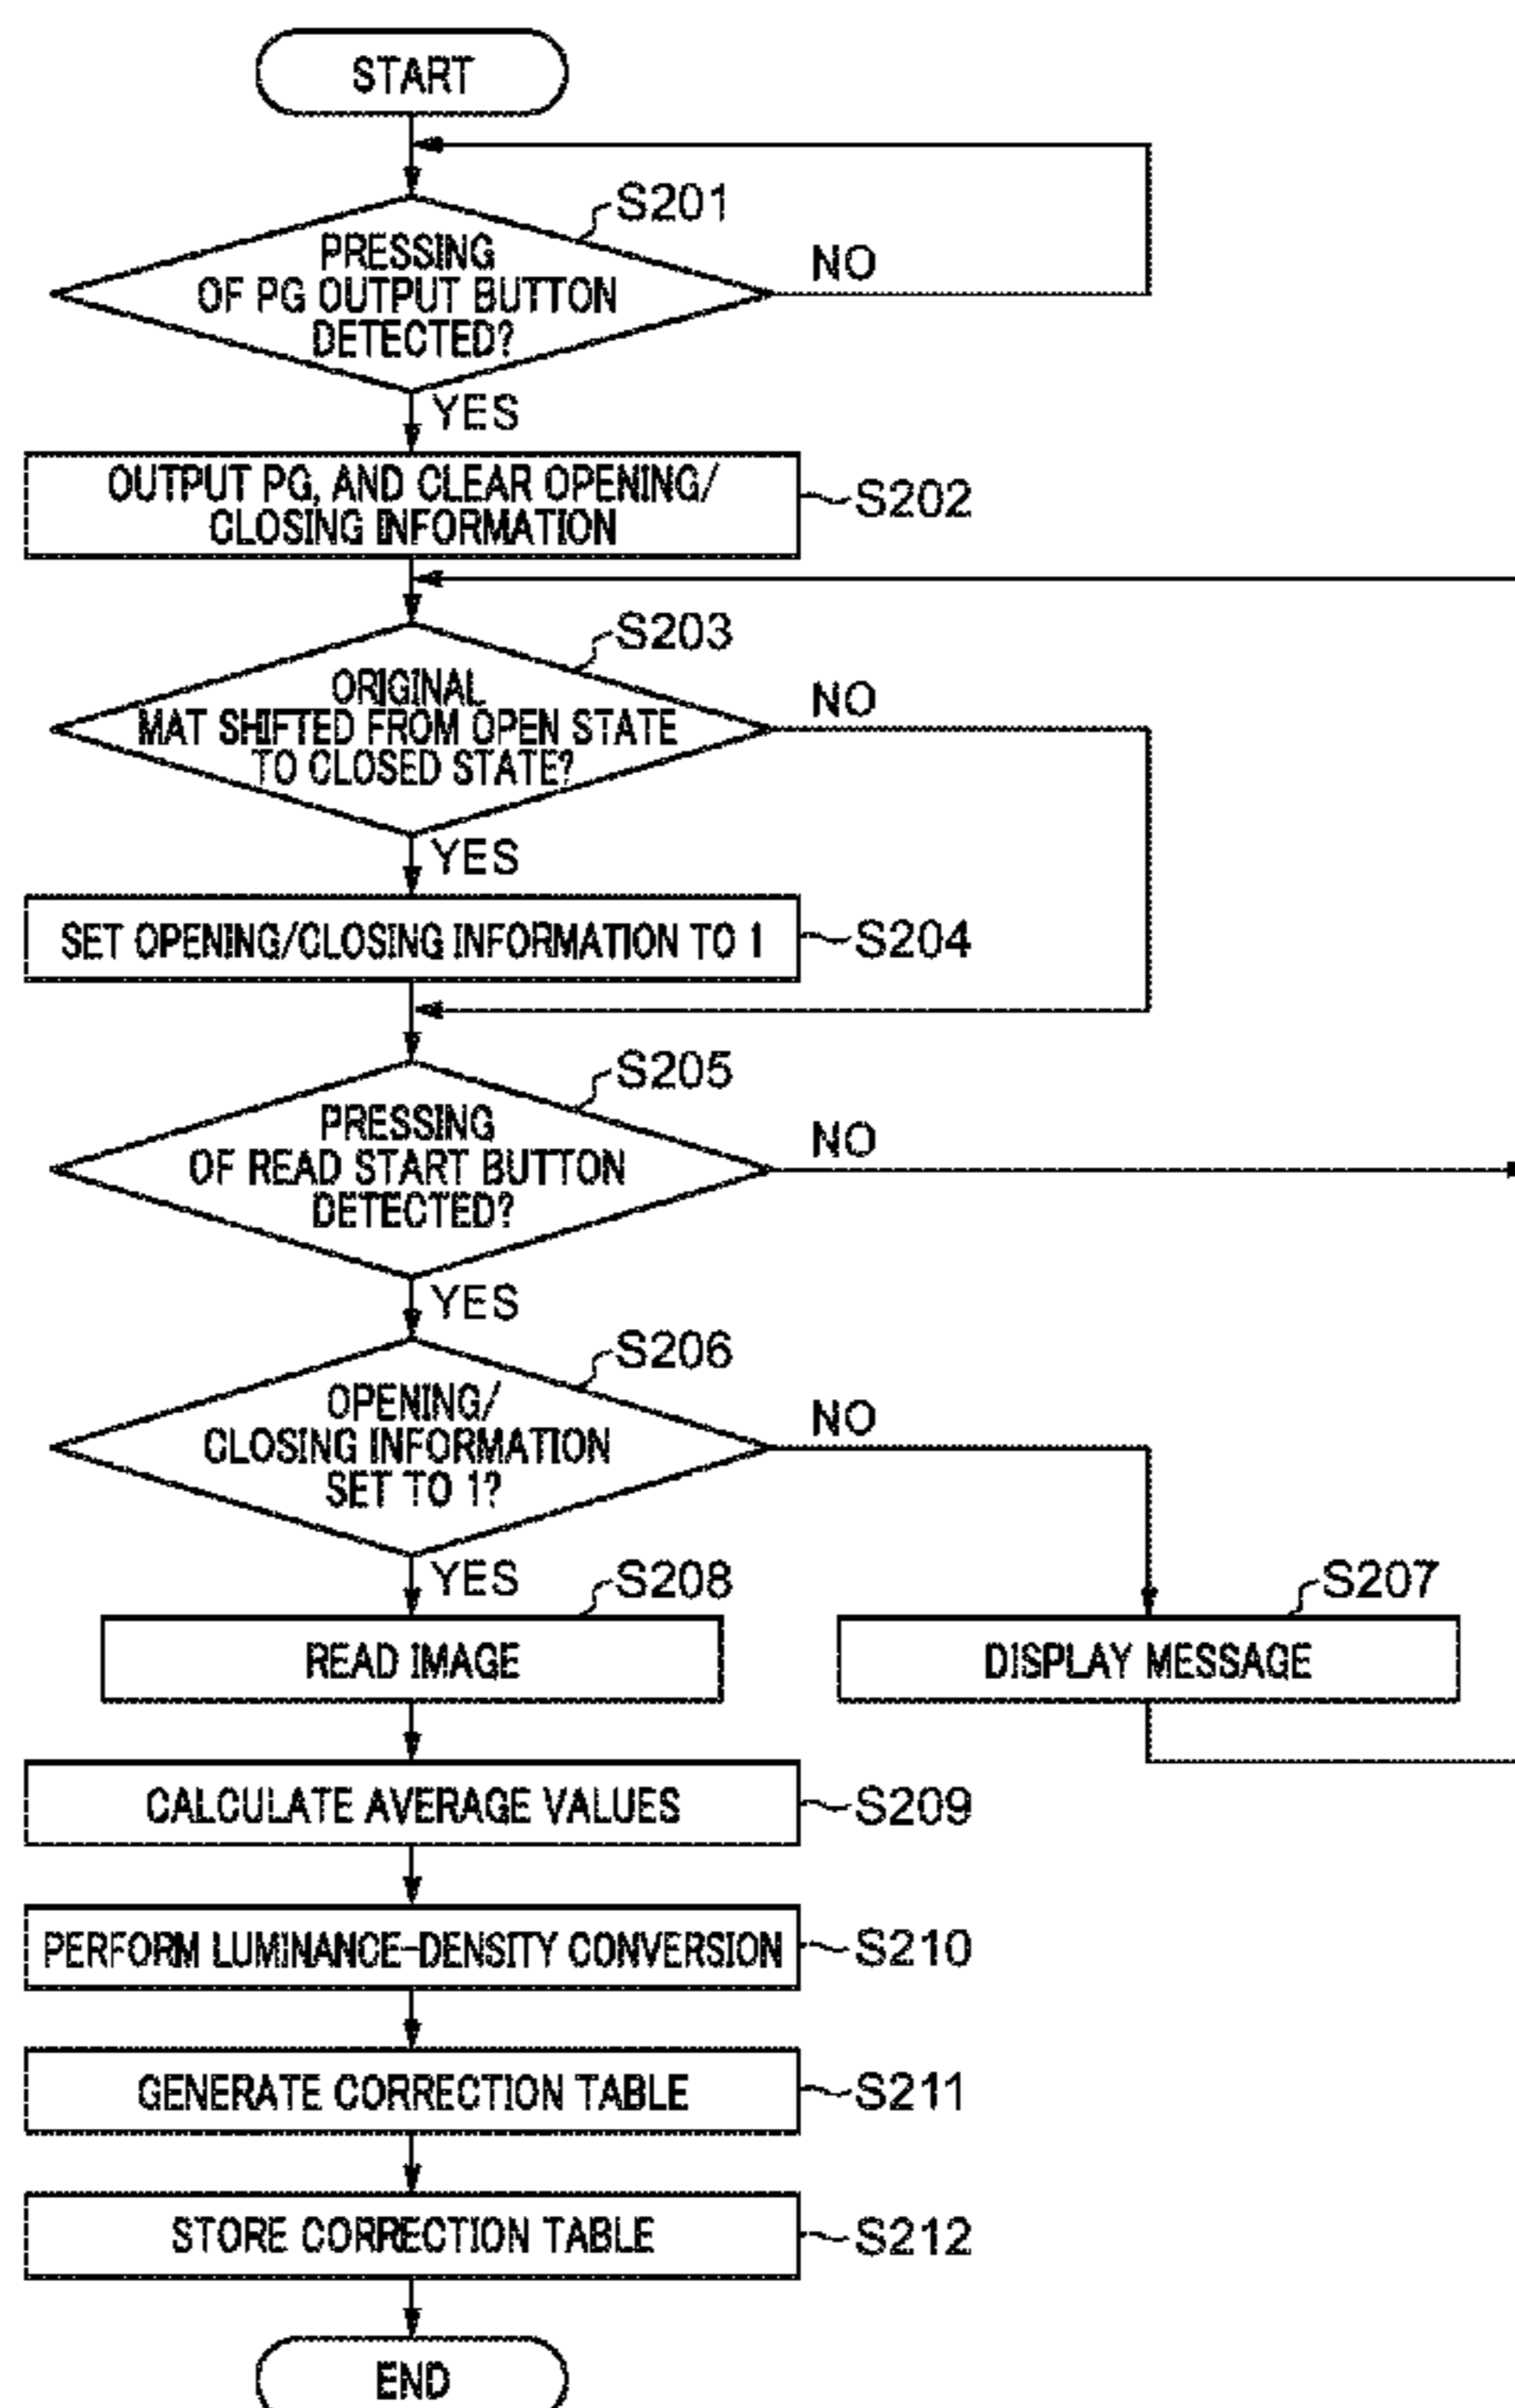 START
S201
PRESSING
OF PG OUTPUT BUTTON
DETECTED?
NO
YES
OUTPUT PG, AND CLEAR OPENING/
CLOSING INFORMATION
S202
S203
ORIGINAL
MAT SHIFTED FROM OPEN STATE
TO CLOSED STATE?
NO
YES
SET OPENING/CLOSING INFORMATION TO 1
S204
S205
PRESSING
OF READ START BUTTON
DETECTED?
NO
YES
S206
OPENING/
CLOSING INFORMATION
SET TO 1?
NO
YES
S208
READ IMAGE
S207
DISPLAY MESSAGE
CALCULATE AVERAGE VALUES
S209
PERFORM LUMINANCE-DENSITY CONVERSION
S210
GENERATE CORRECTION TABLE
S211
STORE CORRECTION TABLE
S212
END